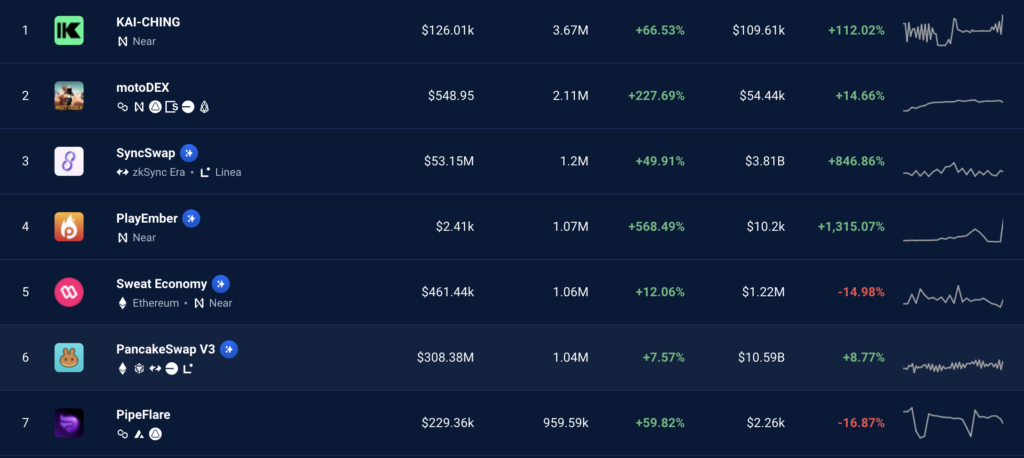 1
KAI-CHING
Near
$126.01k
3.67M
+66.53%
$109.61k
+112.02%
2
motoDEX
$548.95
2.11M
+227.69%
$54.44k
+14.66%
3
SyncSwap
zkSync Era • Linea
$53.15M
1.2M
+49.91%
$3.81B
+846.86%
4
PlayEmber
Near
$2.41k
1.07M
+568.49%
$10.2k
+1,315.07%
5
Sweat Economy
Ethereum • Near
$461.44k
1.06M
+12.06%
$1.22M
-14.98%
6
PancakeSwap V3
$308.38M
1.04M
+7.57%
$10.59B
+8.77%
7
PipeFlare
$229.36k
959.59k
+59.82%
$2.26k
-16.87%